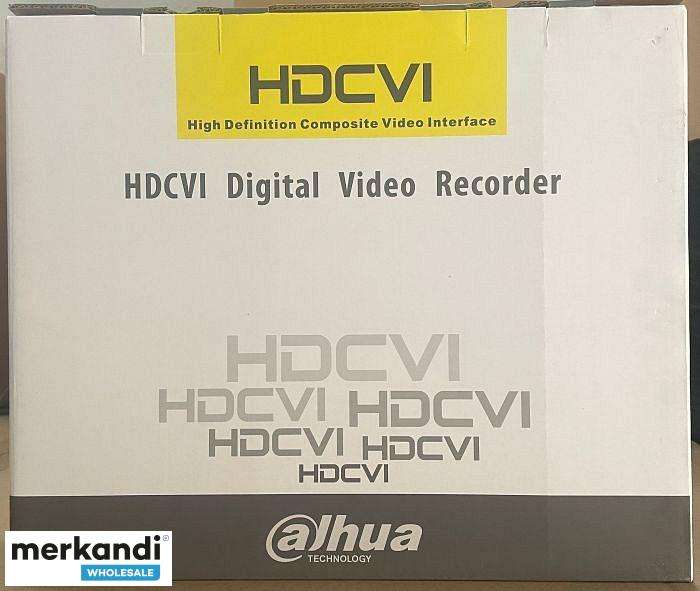 HDCVI
High Definition Composite Video Interface
HDCVI Digital Video Recorder
HDCVI
HDCVI HDCVI
HDCVI HDCVI
HDCVI
alhua
TECHNOLOGY
merkandi
WHOLESALE